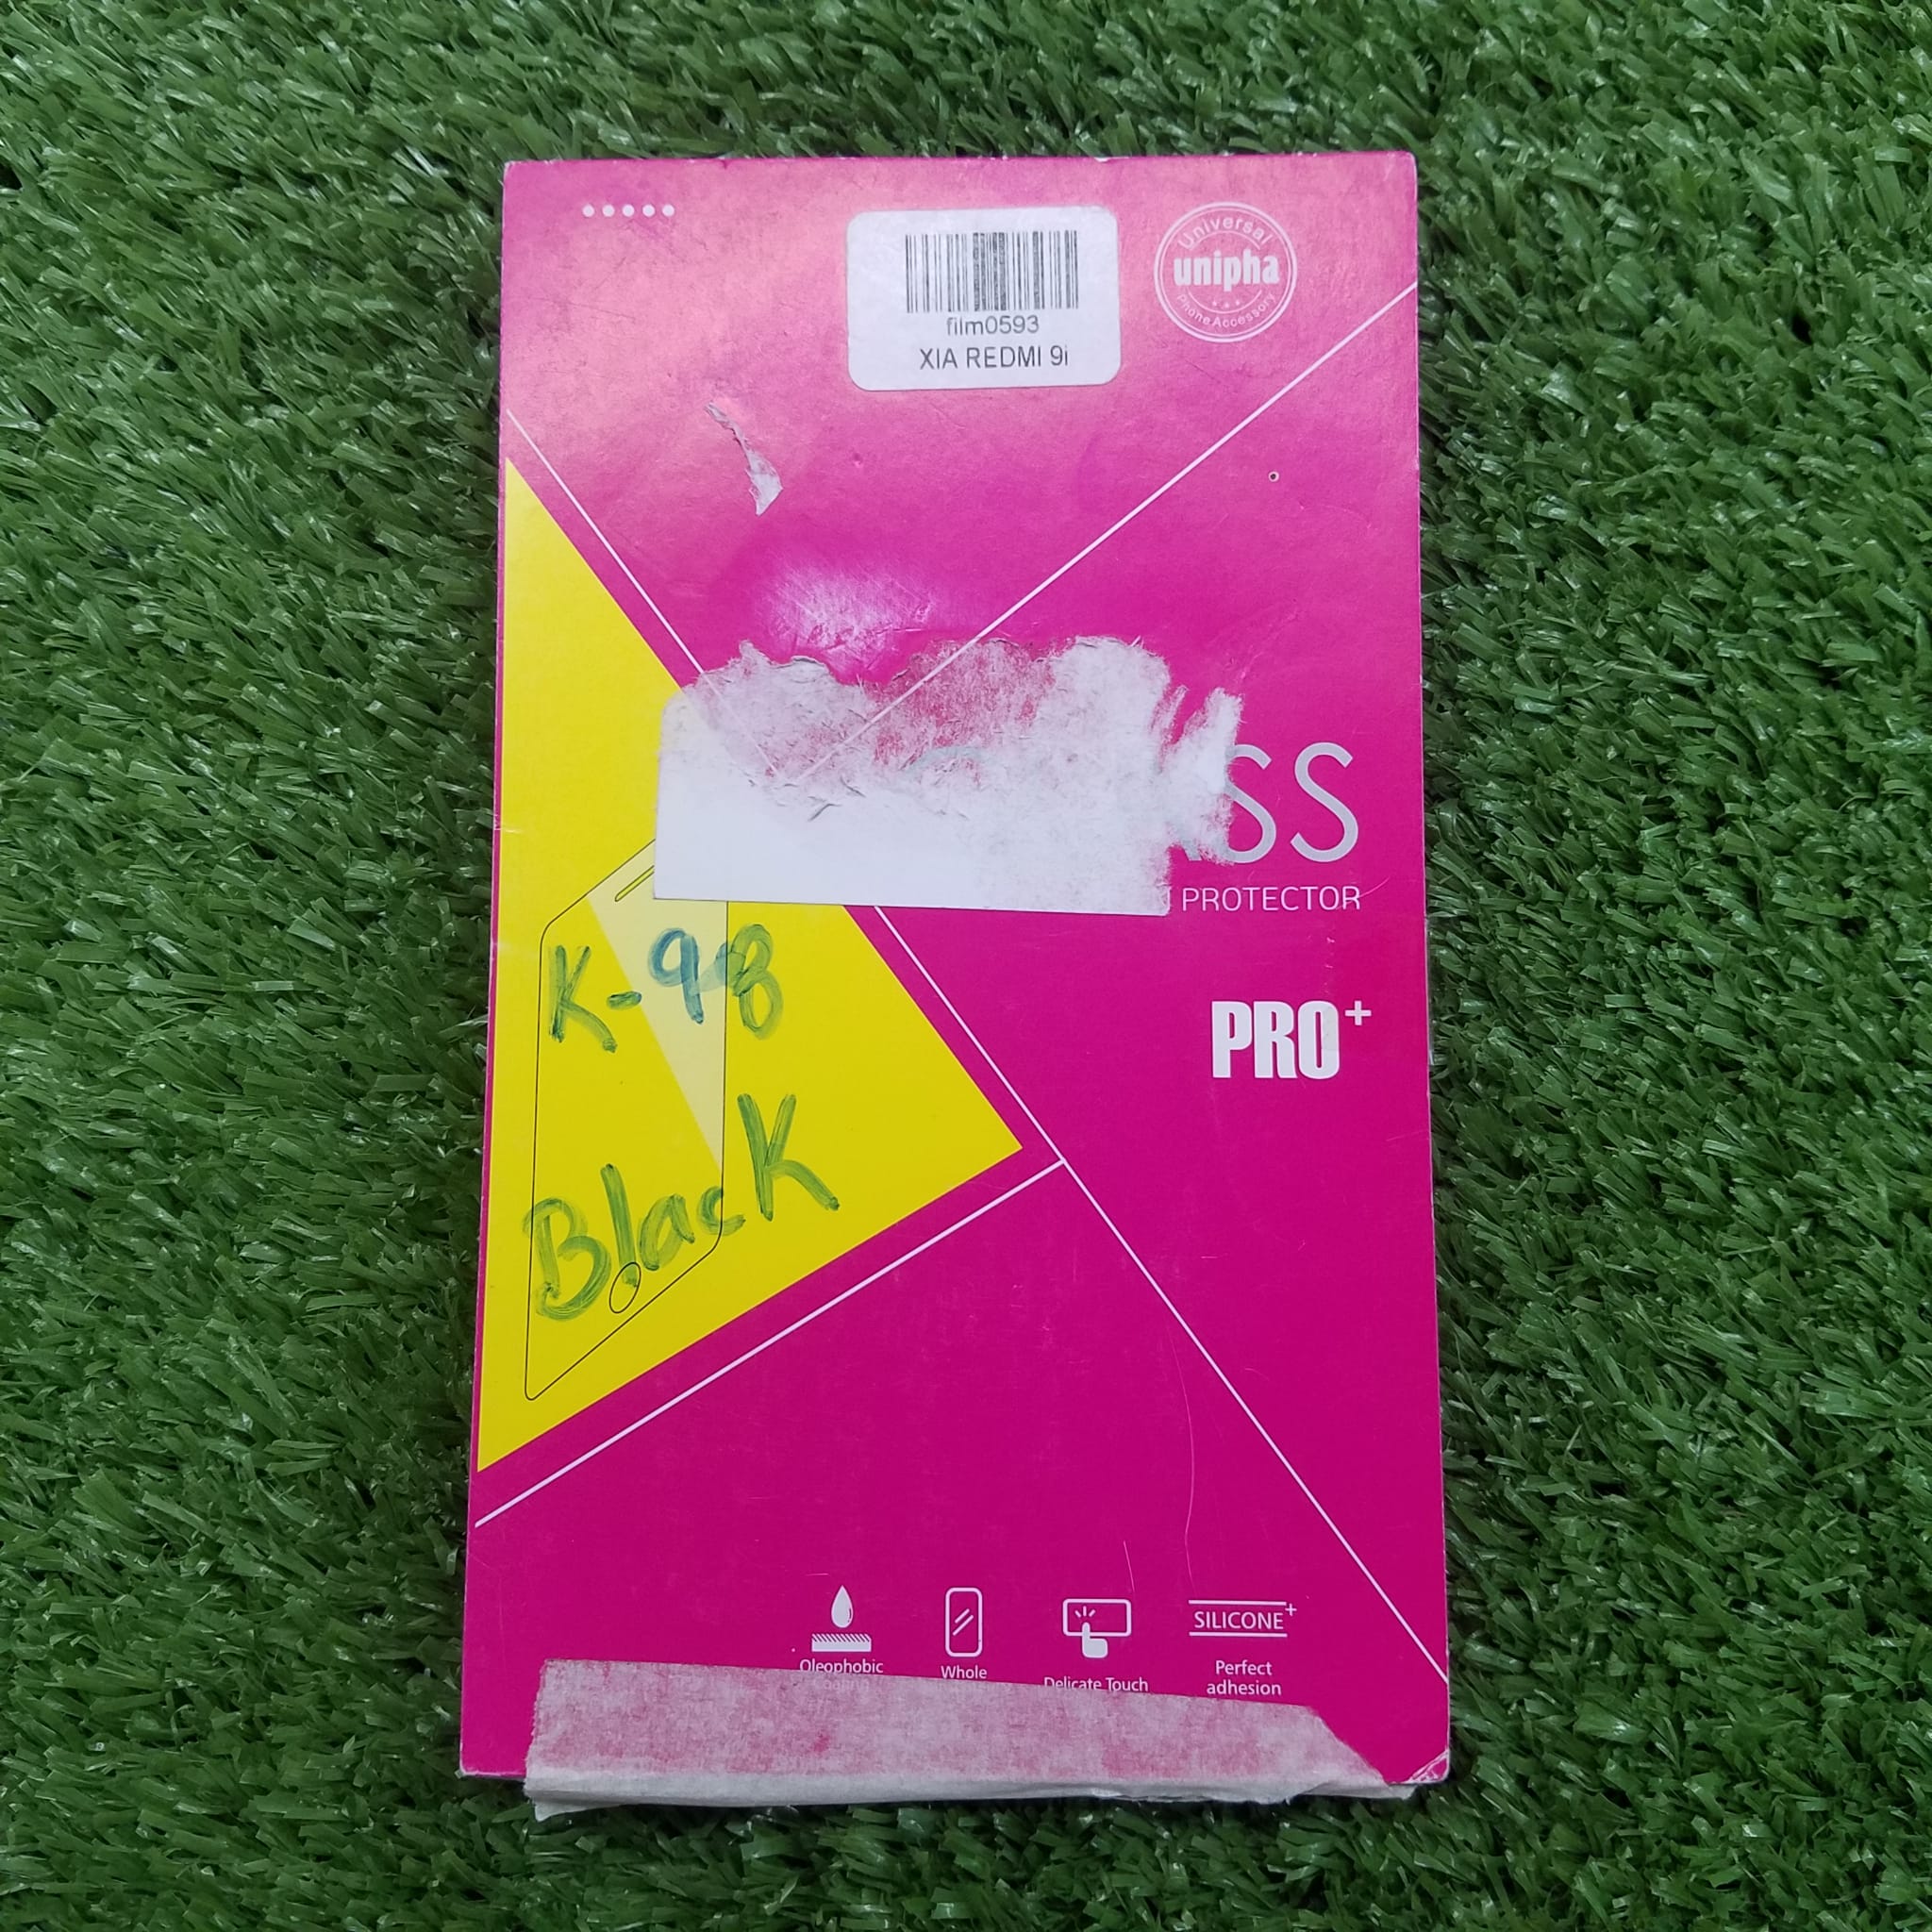 film0593
XIA REDMI 9i
Universal
unipha
Phone Accessory
SS
PROTECTOR
PRO+
K-98
BlacK
Oleophobic
Coating
Whole
Delicate Touch
SILICONE+
Perfect
adhesion